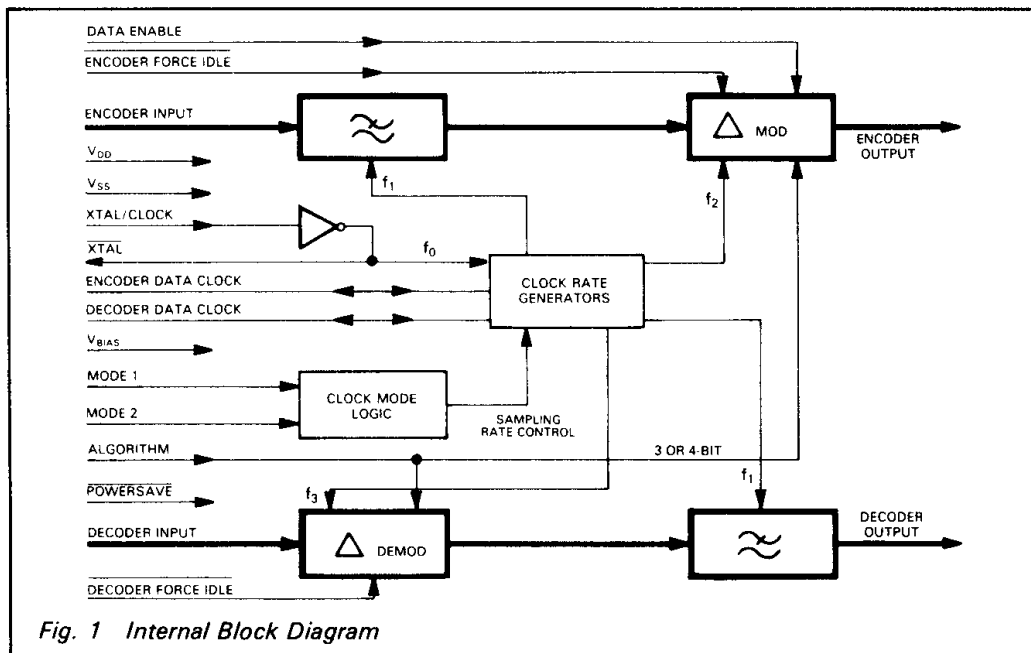 DATA ENABLE
ENCODER FORCE IDLE
ENCODER INPUT
△ MOD
ENCODER
OUTPUT
VDD
f1
f2
VSS
XTAL/CLOCK
XTAL
f0
CLOCK RATE
GENERATORS
ENCODER DATA CLOCK
DECODER DATA CLOCK
VBIAS
MODE 1
CLOCK MODE
LOGIC
MODE 2
SAMPLING
RATE CONTROL
ALGORITHM
3 OR 4-BIT
f1
POWERSAVE
f3
DECODER INPUT
△ DEMOD
DECODER
OUTPUT
DECODER FORCE IDLE
Fig. 1 Internal Block Diagram